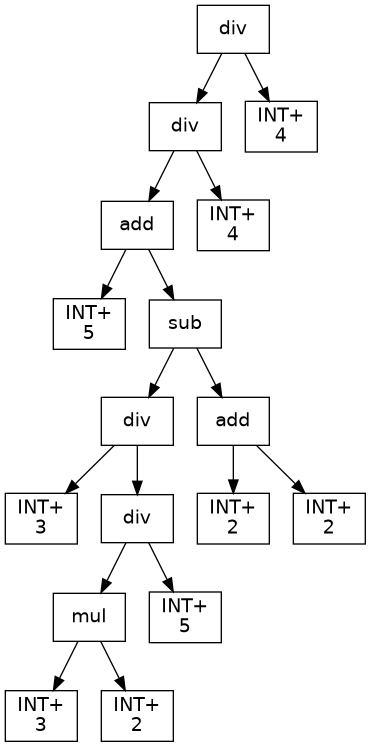 div
div
INT+
4
add
INT+
4
INT+
5
sub
div
add
INT+
3
div
INT+
2
INT+
2
mul
INT+
5
INT+
3
INT+
2